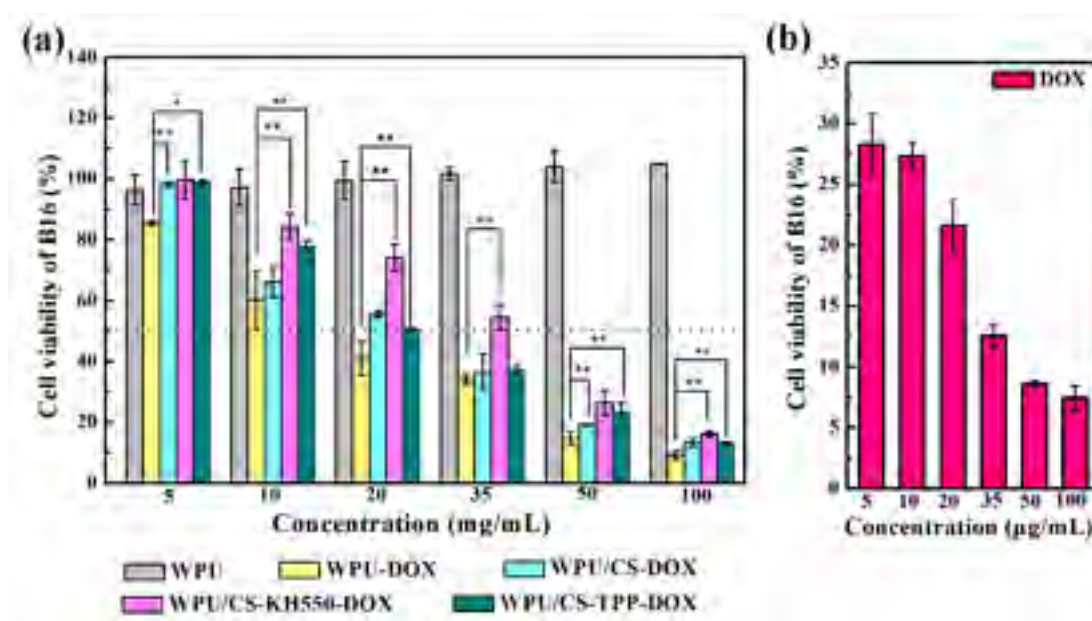 (a)
140
120
100
80
60
40
20
0
Cell viability of B16 (%)
* ** ** ** ** ** ** ** ** ** **
5 10 20 35 50 100
Concentration (mg/mL)
WPU WPU-DOX WPU/CS-DOX
WPU/CS-KH550-DOX WPU/CS-TPP-DOX
(b)
35
30
25
20
15
10
5
0
Cell viability of B16 (%)
DOX
5 10 20 35 50 100
Concentration (μg/mL)